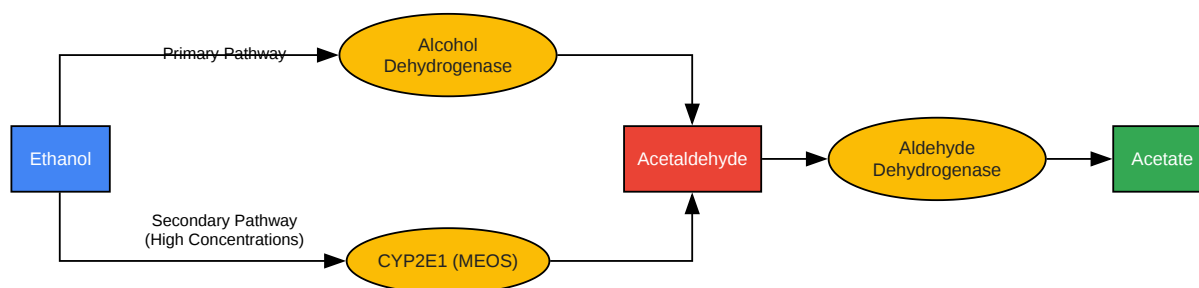 Primary Pathway
Alcohol
Dehydrogenase
Ethanol
Acetaldehyde
Aldehyde
Dehydrogenase
Acetate
Secondary Pathway
(High Concentrations)
CYP2E1 (MEOS)